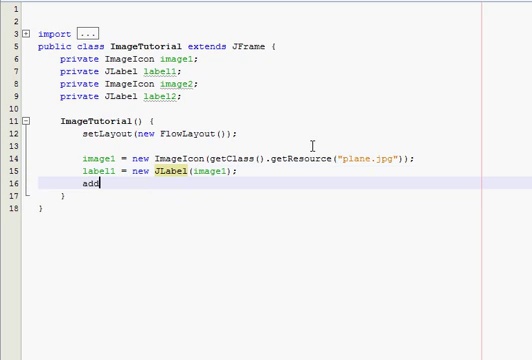 1
2
3 import ...
5 public class ImageTutorial extends JFrame {
6 private ImageIcon image1;
7 private JLabel label1;
8 private ImageIcon image2;
9 private JLabel label2;
10
11 ImageTutorial() {
12 setLayout(new FlowLayout());
13
14 image1 = new ImageIcon(getClass().getResource("plane.jpg"));
15 label1 = new JLabel(image1);
16 add
17 }
18 }